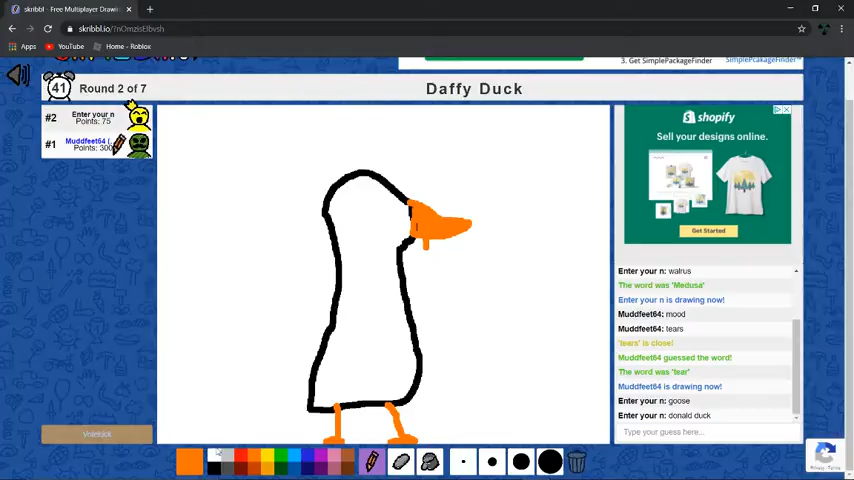 skribbl - Free Multiplayer Drawin
skribbl.io/?nOmzisEIbvsh
Apps
YouTube
Home - Roblox
3. Get SimplePackageFinder
SimplePcakageFinder
41
Round 2 of 7
Daffy Duck
#2
Enter your n
Points: 75
#1
Muddfeet64 (
Points: 300
shopify
Sell your designs online.
Get Started
Enter your n: walrus
The word was 'Medusa'
Enter your n is drawing now!
Muddfeet64: mood
Muddfeet64: tears
'tears' is close!
Muddfeet64 guessed the word!
The word was 'tear'
Muddfeet64 is drawing now!
Enter your n: goose
Enter your n: donald duck
Type your guess here...
Votekick
Privacy - Terms